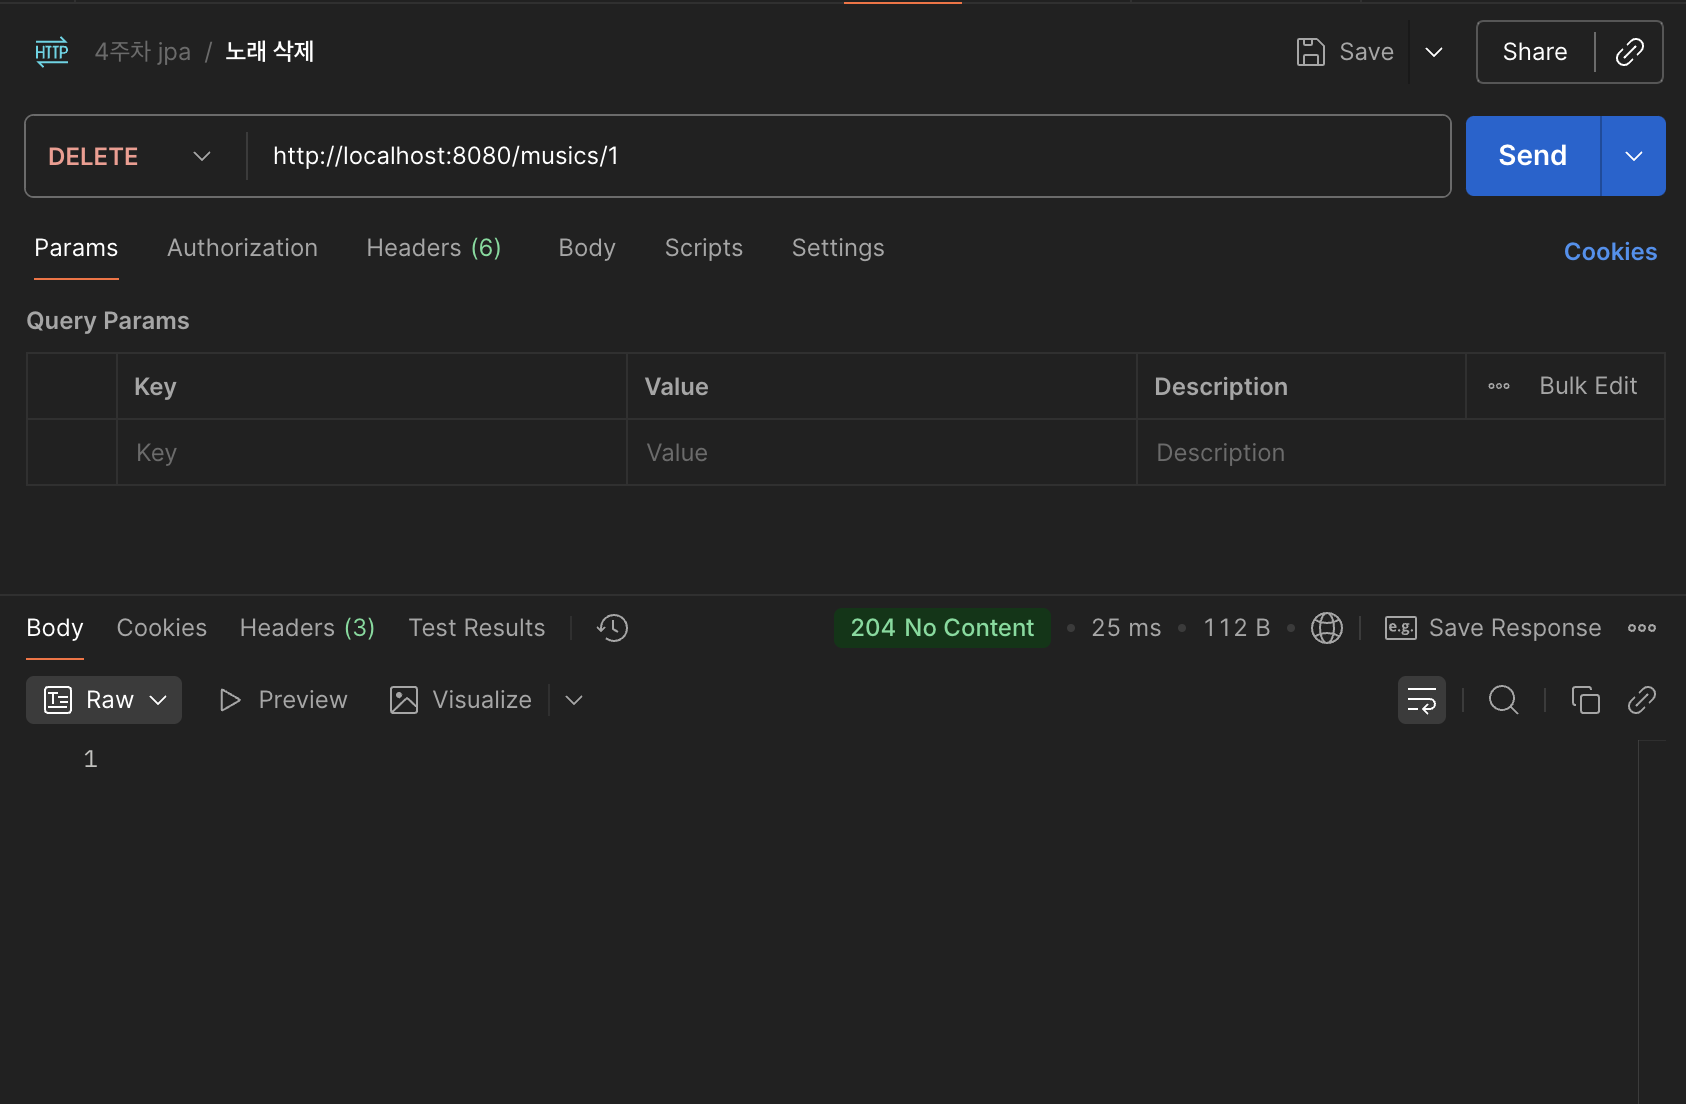 HTTP 4주차 jpa / 노래 삭제 Save Share
DELETE http://localhost:8080/musics/1 Send
Params Authorization Headers (6) Body Scripts Settings Cookies
Query Params
Key Value Description Bulk Edit
Key Value Description
Body Cookies Headers (3) Test Results 204 No Content • 25 ms • 112 B • e.g. Save Response
Raw Preview Visualize
1